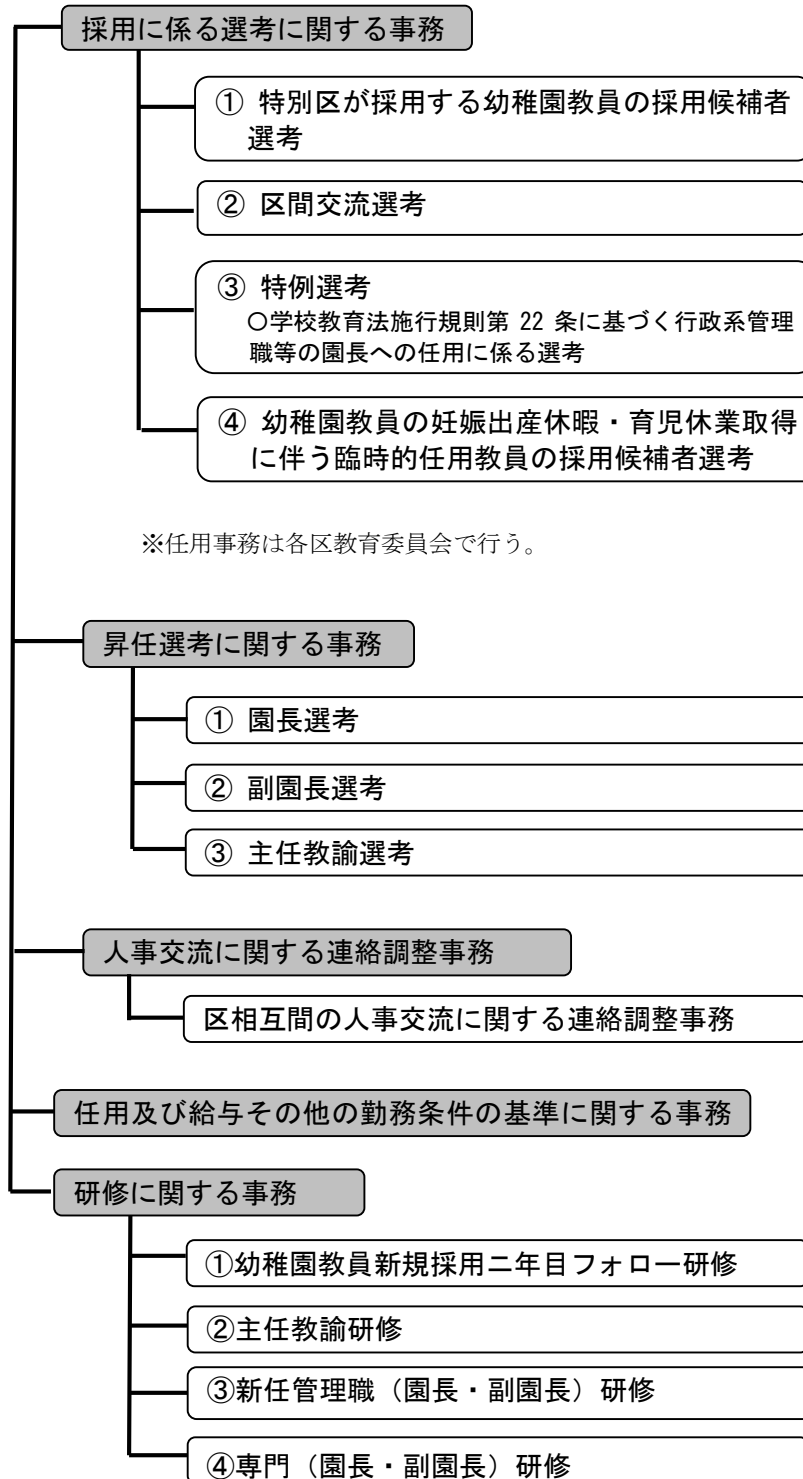 採用に係る選考に関する事務
① 特別区が採用する幼稚園教員の採用候補者
選考
② 区間交流選考
③ 特例選考
〇学校教育法施行規則第 22 条に基づく行政系管理
職等の園長への任用に係る選考
④ 幼稚園教員の妊娠出産休暇・育児休業取得
に伴う臨時的任用教員の採用候補者選考
※任用事務は各区教育委員会で行う。
昇任選考に関する事務
① 園長選考
② 副園長選考
③ 主任教諭選考
人事交流に関する連絡調整事務
区相互間の人事交流に関する連絡調整事務
任用及び給与その他の勤務条件の基準に関する事務
研修に関する事務
①幼稚園教員新規採用二年目フォロー研修
②主任教諭研修
③新任管理職（園長・副園長）研修
④専門（園長・副園長）研修